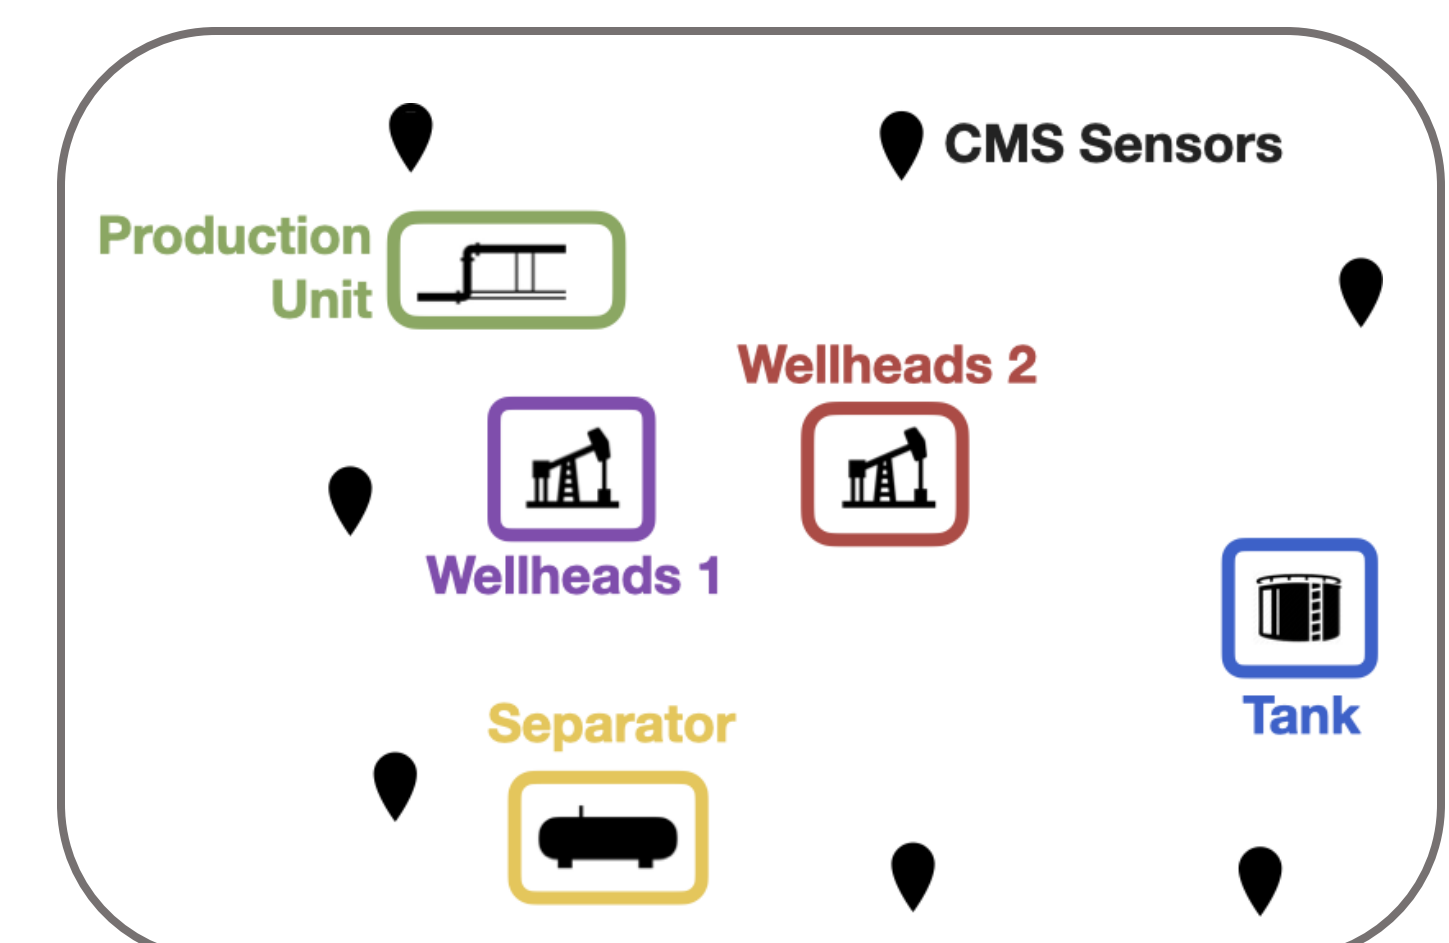 CMS Sensors
Production
Unit
Wellheads 2
Wellheads 1
Separator
Tank